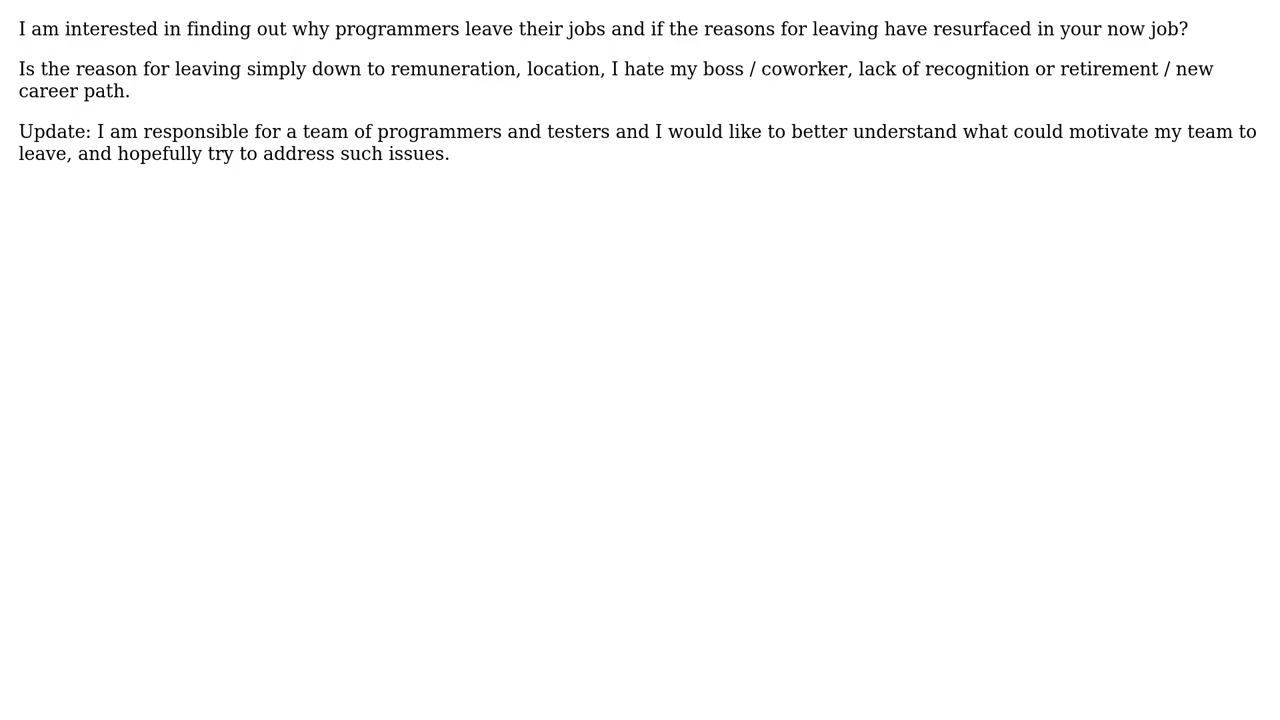 I am interested in finding out why programmers leave their jobs and if the reasons for leaving have resurfaced in your now job?
Is the reason for leaving simply down to remuneration, location, I hate my boss / coworker, lack of recognition or retirement / new
career path.
Update: I am responsible for a team of programmers and testers and I would like to better understand what could motivate my team to
leave, and hopefully try to address such issues.